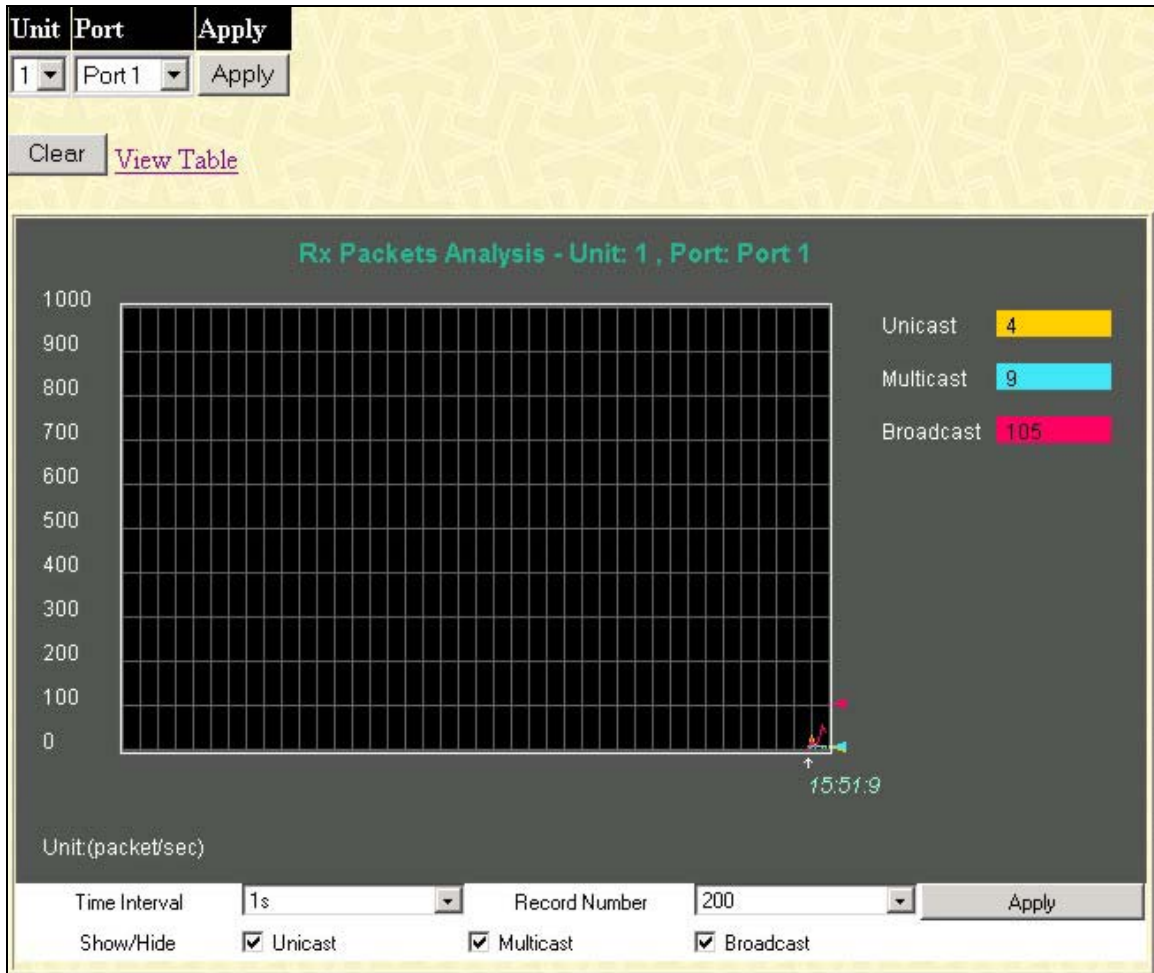 Unit Port Apply
1 Port 1 Apply
Clear View Table
Rx Packets Analysis - Unit: 1 , Port: Port 1
1000
900
800
700
600
500
400
300
200
100
0
Unicast 4
Multicast 9
Broadcast 105
15:51:9
Unit:(packet/sec)
Time Interval 1s Record Number 200 Apply
Show/Hide Unicast Multicast Broadcast